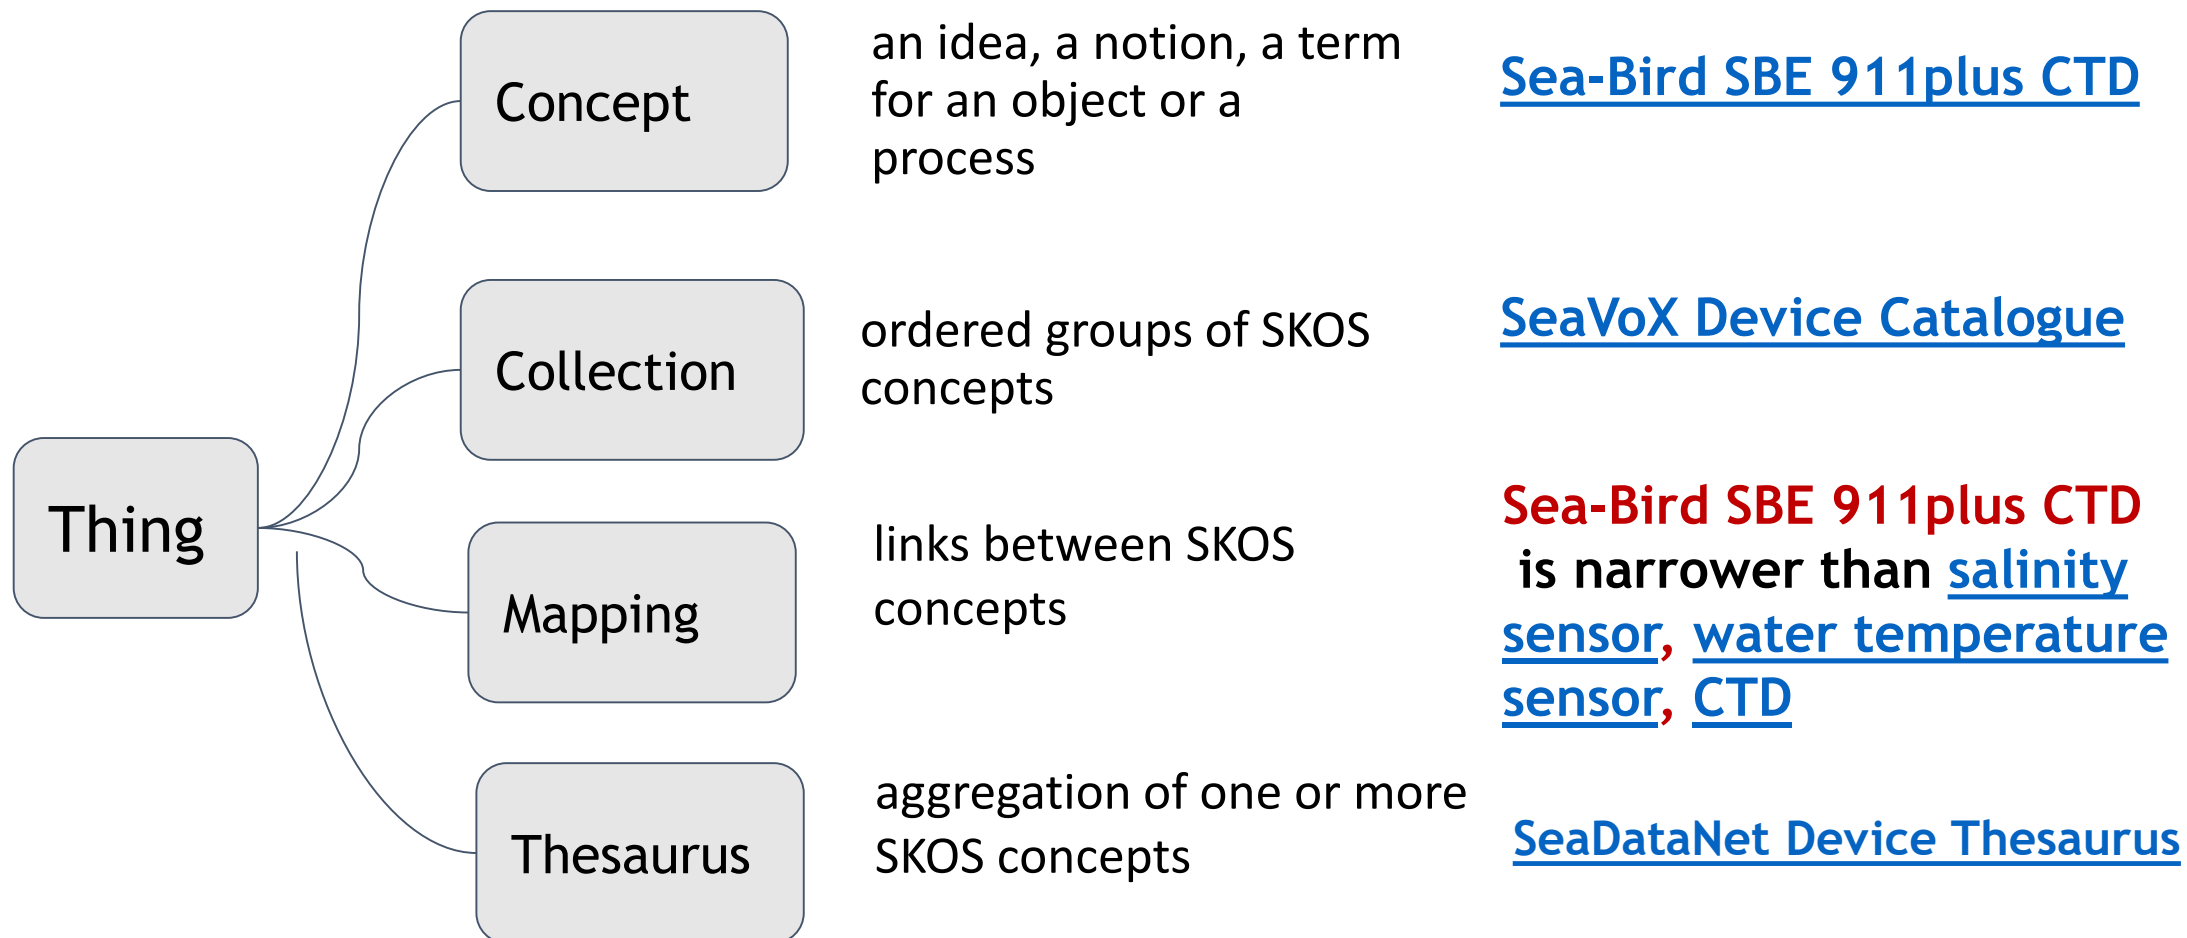 Concept
an idea, a notion, a term
for an object or a
process
Sea-Bird SBE 911plus CTD
Collection
ordered groups of SKOS
concepts
SeaVoX Device Catalogue
Thing
Mapping
links between SKOS
concepts
Sea-Bird SBE 911plus CTD
is narrower than salinity
sensor, water temperature
sensor, CTD
Thesaurus
aggregation of one or more
SKOS concepts
SeaDataNet Device Thesaurus